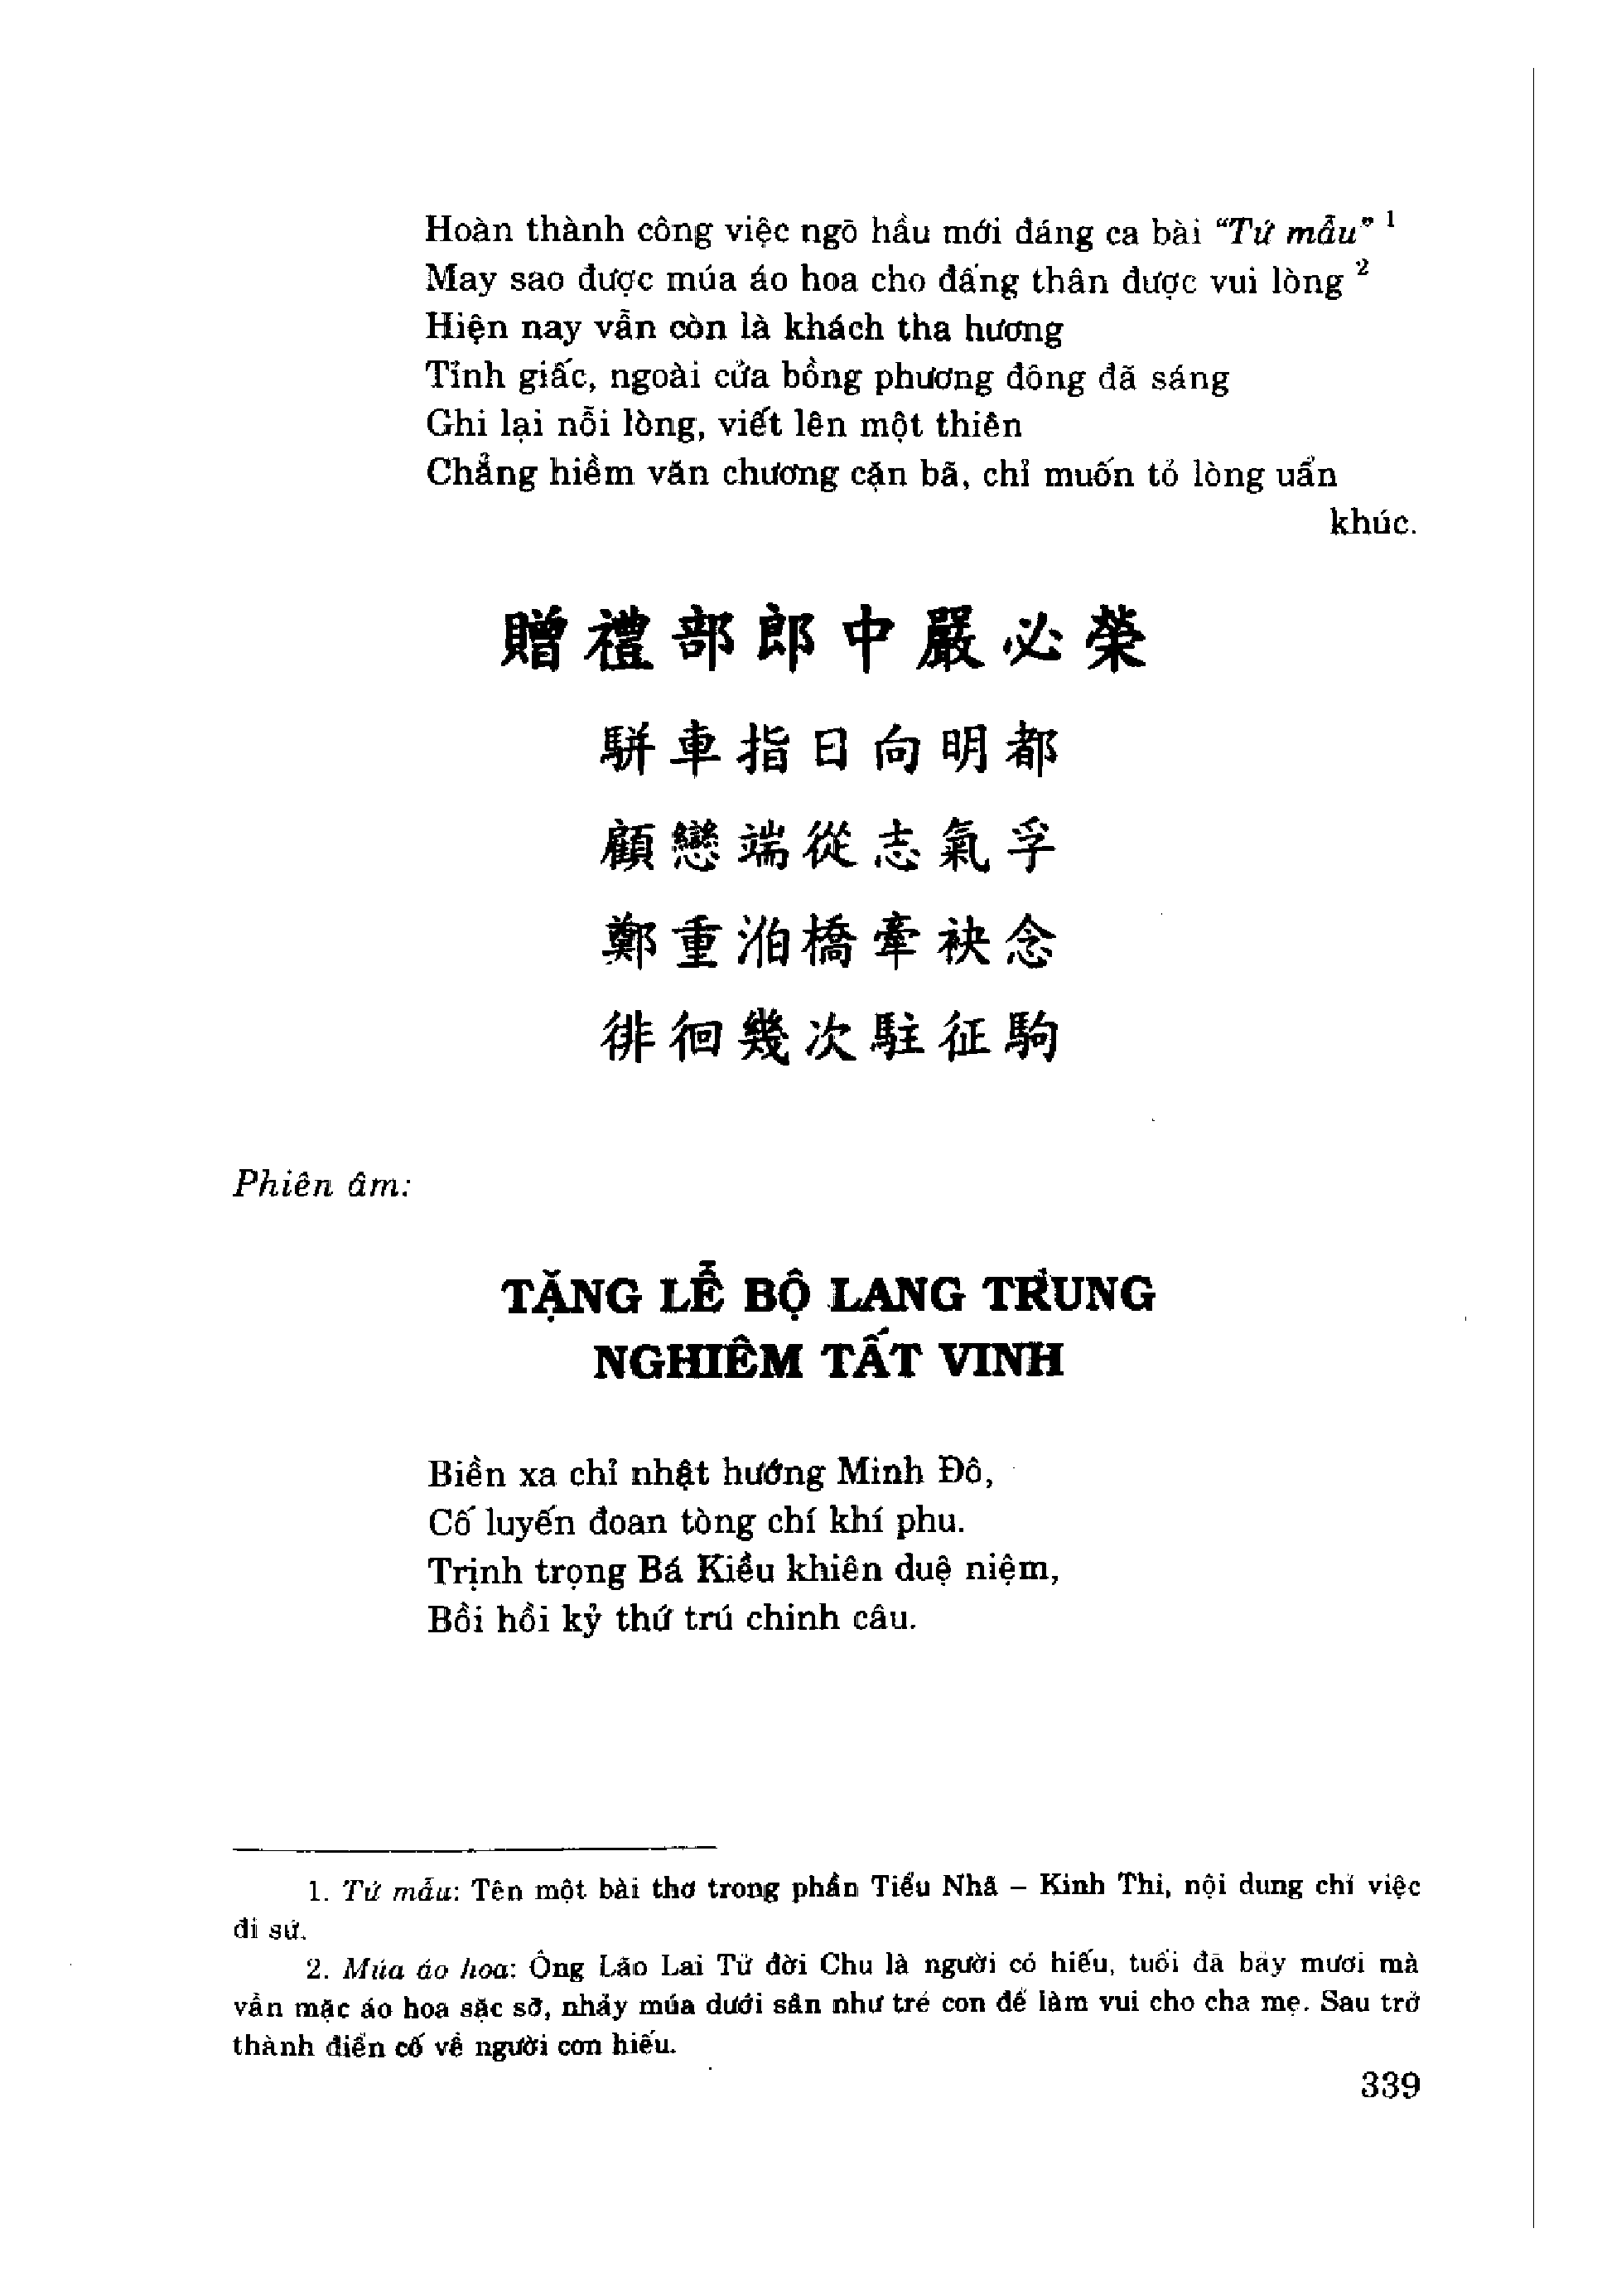 Hoàn thành công việc ngõ hầu mới đáng ca bài “Tứ mẫu” 1
May sao được múa áo hoa cho đấng thân được vui lòng 2
Hiện nay vẫn còn là khách tha hương
Tỉnh giấc, ngoài cửa bồng phương đông đã sáng
Ghi lại nỗi lòng, viết lên một thiên
Chẳng hiềm văn chương cặn bã, chỉ muốn tỏ lòng uẩn
khúc.
贈禮部郎中嚴必榮
駢車指日向明都
顧戀端從志氣孚
鄭重洎橋牽袂念
徘徊幾次駐征駒
Phiên âm:
TẶNG LỄ BỘ LANG TRUNG
NGHIÊM TẤT VINH
Biền xa chỉ nhật hướng Minh Đô,
Cố luyến đoan tòng chí khí phu.
Trịnh trọng Bá Kiều khiên duệ niệm,
Bồi hồi kỷ thứ trú chinh câu.
1. Tứ mẫu: Tên một bài thơ trong phần Tiểu Nhã – Kinh Thi, nội dung chỉ việc
đi sứ.
2. Múa áo hoa: Ông Lão Lai Tử đời Chu là người có hiếu, tuổi đã bảy mươi mà
vẫn mặc áo hoa sặc sỡ, nhảy múa dưới sân như trẻ con để làm vui cho cha mẹ. Sau trở
thành điển cố về người con hiếu.
339